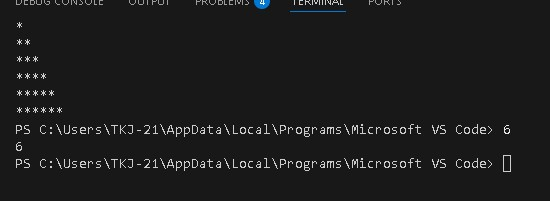 DEBUG CONSOLE OUTPUT PROBLEMS 4 TERMINAL PORTS
*
**
***
****
*****
******
PS C:\Users\TKJ-21\AppData\Local\Programs\Microsoft VS Code> 6
6
PS C:\Users\TKJ-21\AppData\Local\Programs\Microsoft VS Code>